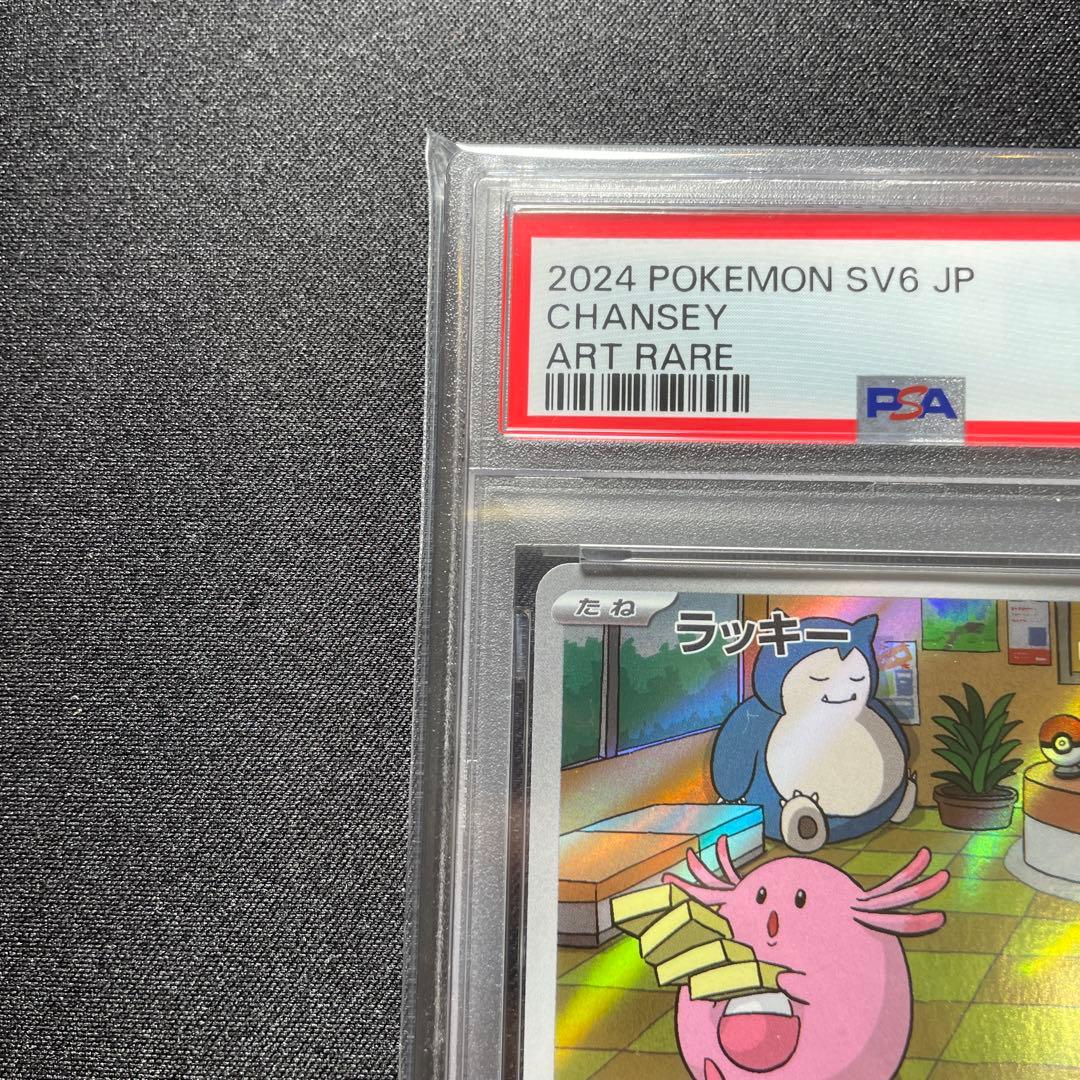 2024 POKEMON SV6 JP
CHANSEY
ART RARE
PSA
たね
ラッキー